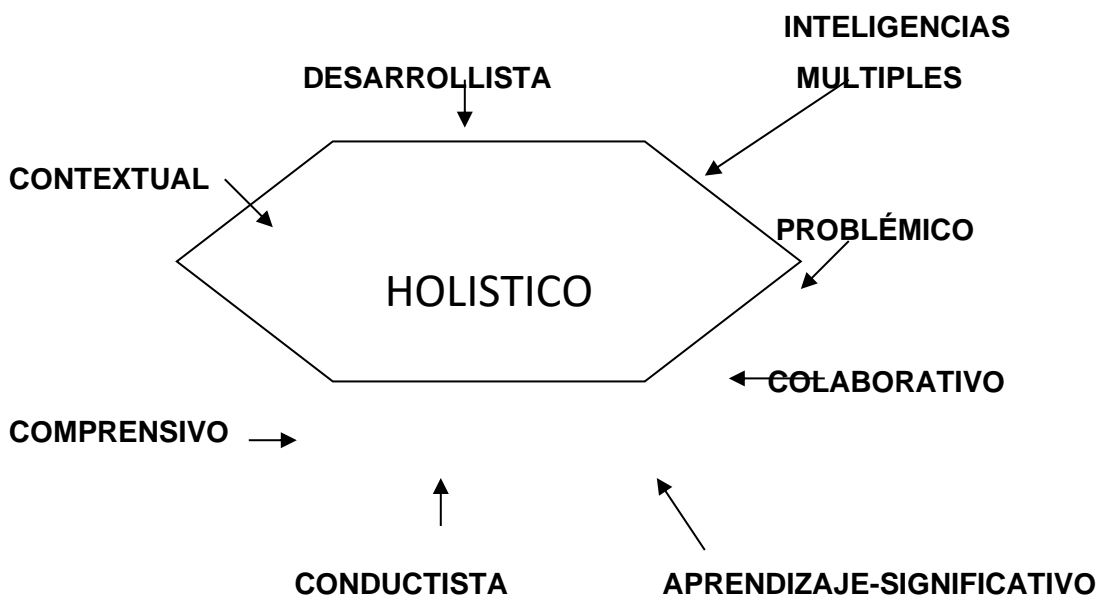 INTELIGENCIAS
DESARROLLISTA
MULTIPLES
CONTEXTUAL
PROBLÉMICO
HOLISTICO
COLABORATIVO
COMPRENSIVO
CONDUCTISTA
APRENDIZAJE-SIGNIFICATIVO